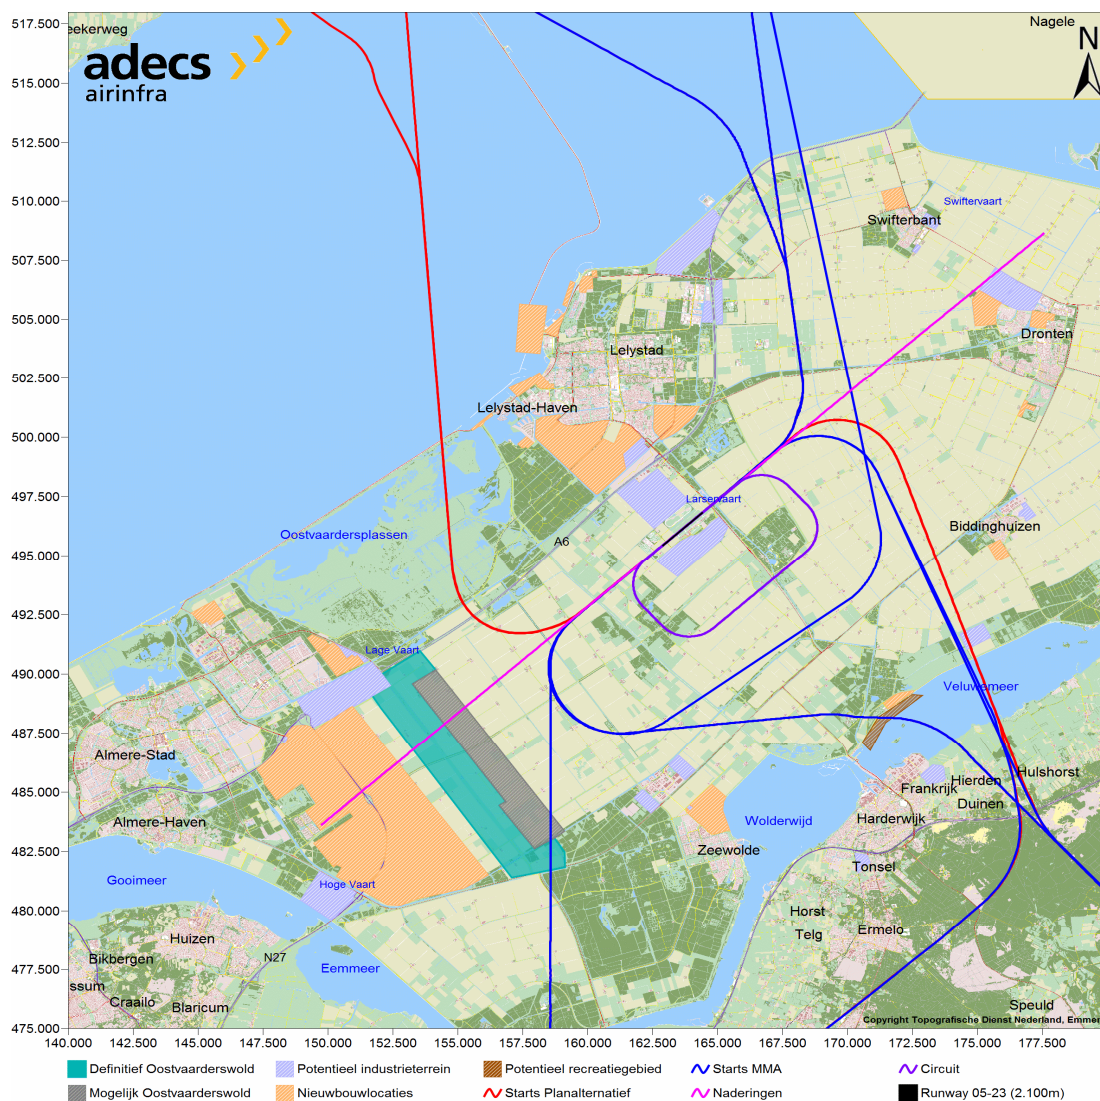 517.500
eekerweg
Nagele
adecs
airinfra
N
515.000
512.500
510.000
Swiftervaart
Swifterbant
507.500
505.000
Dronten
Lelystad
502.500
Lelystad-Haven
500.000
497.500
Larservaart
Biddinghuizen
Oostvaardersplassen
A6
495.000
492.500
Lage Vaart
490.000
Veluwemeer
487.500
Almere-Stad
485.000
Hulshorst
Hierden
Frankrijk
Duinen
Almere-Haven
Wolderwijd
Harderwijk
482.500
Zeewolde
Tonsel
Gooimeer
Hoge Vaart
480.000
Horst
Telg
Ermelo
Huizen
477.500
Bikbergen
N27
Eemmeer
ssum
Craailo
Blaricum
Speuld
Copyright Topografische Dienst Nederland, Emmer
475.000
140.000 142.500 145.000 147.500 150.000 152.500 155.000 157.500 160.000 162.500 165.000 167.500 170.000 172.500 175.000 177.500
Definitief Oostvaarderswold
Potentieel industrieterrein
Potentieel recreatiegebied
Starts MMA
Circuit
Mogelijk Oostvaarderswold
Nieuwbouwlocaties
Starts Planalternatief
Naderingen
Runway 05-23 (2.100m)